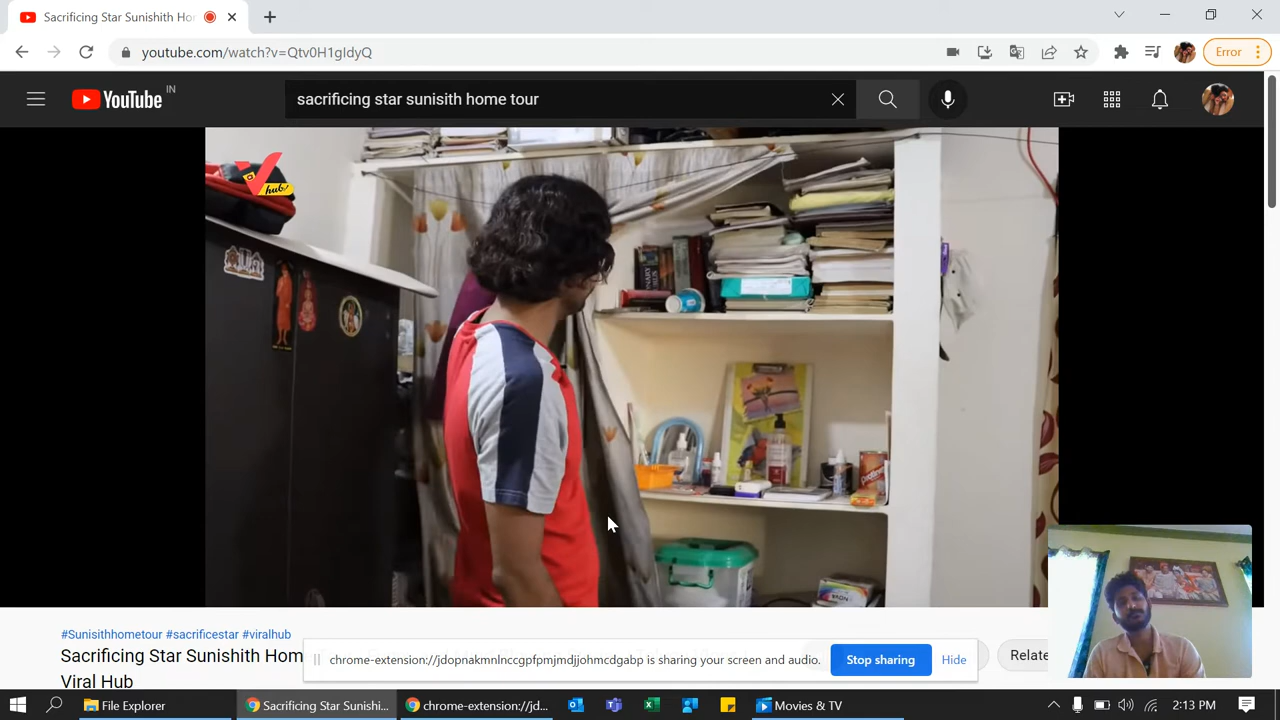 Sacrificing Star Sunishith Hor
youtube.com/watch?v=Qtv0H1gIdyQ
Error
YouTube IN
sacrificing star sunisith home tour
V
hub!
#Sunisithhometour #sacrificestar #viralhub
Sacrificing Star Sunishith Hom
Viral Hub
chrome-extension://jdopnakmnlnccgpfpmjmdjjohmcdgabp is sharing your screen and audio.
Stop sharing
Hide
Relate
File Explorer
Sacrificing Star Sunishi...
chrome-extension://jd...
Movies & TV
2:13 PM